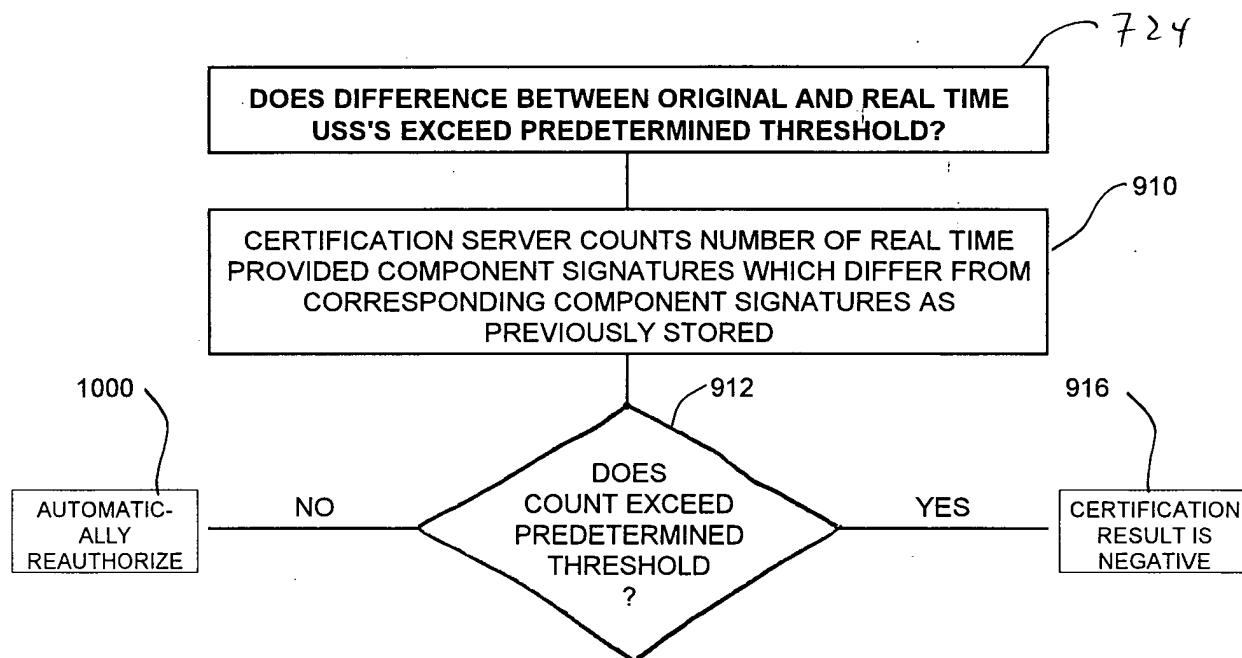 724
DOES DIFFERENCE BETWEEN ORIGINAL AND REAL TIME
USS'S EXCEED PREDETERMINED THRESHOLD?
910
CERTIFICATION SERVER COUNTS NUMBER OF REAL TIME
PROVIDED COMPONENT SIGNATURES WHICH DIFFER FROM
CORRESPONDING COMPONENT SIGNATURES AS
PREVIOUSLY STORED
1000
912
916
DOES
COUNT EXCEED
PREDETERMINED
THRESHOLD
?
NO
YES
AUTOMATIC-
ALLY
REAUTHORIZE
CERTIFICATION
RESULT IS
NEGATIVE